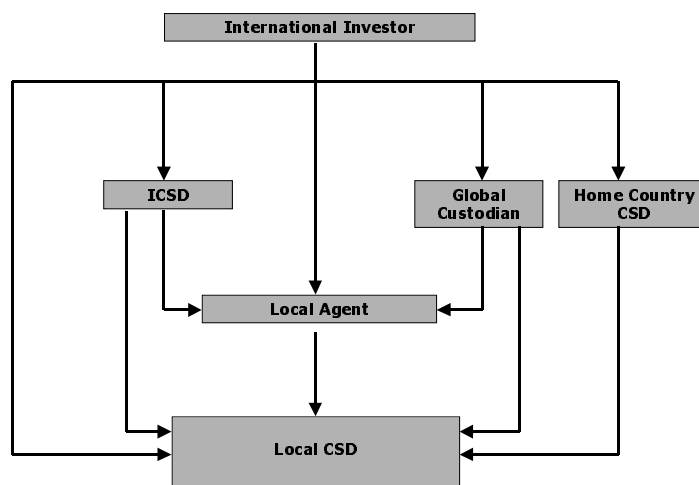 International Investor
ICSD
Global
Custodian
Home Country
CSD
Local Agent
Local CSD